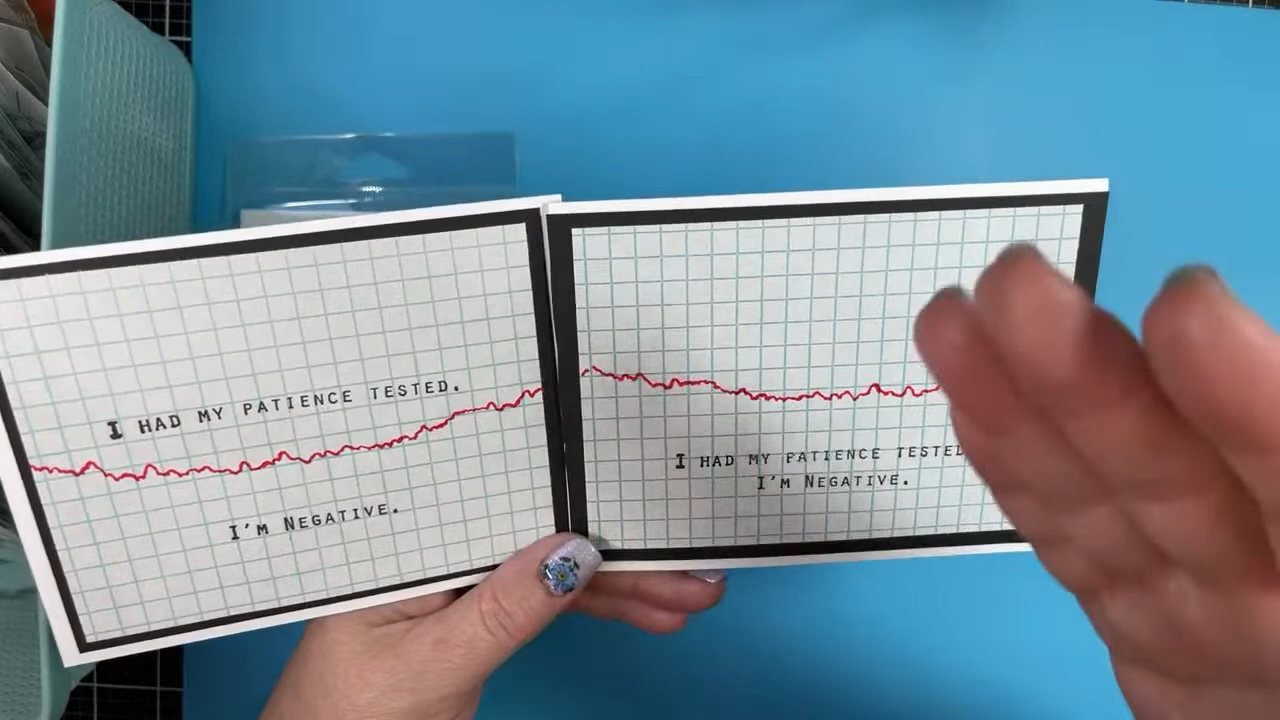 I HAD MY PATIENCE TESTED.
I'M NEGATIVE.
I HAD MY PATIENCE TESTED
I'M NEGATIVE.